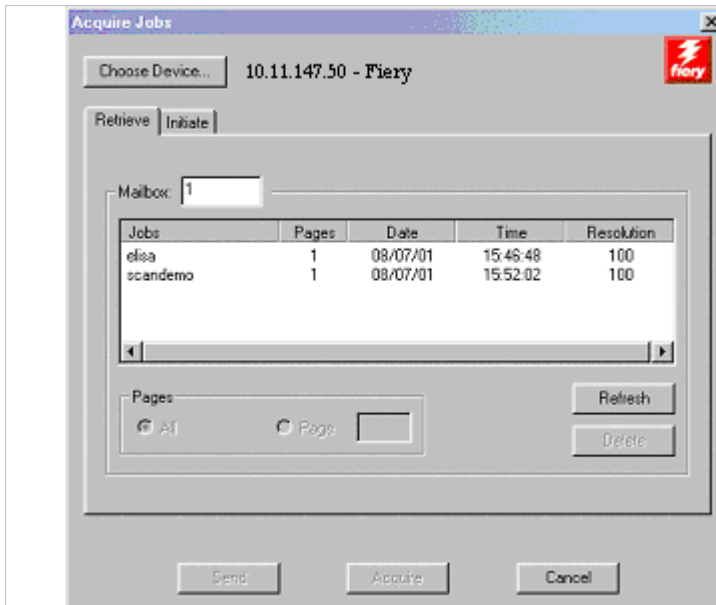 Acquire Jobs
Choose Device... 10.11.147.50 - Fiery
fiery
Retrieve Initiate
Mailbox: 1
Jobs Pages Date Time Resolution
elisa 1 08/07/01 15:46:48 100
scandemo 1 08/07/01 15:52:02 100
Pages
All Page
Refresh
Delete
Send Acquire Cancel